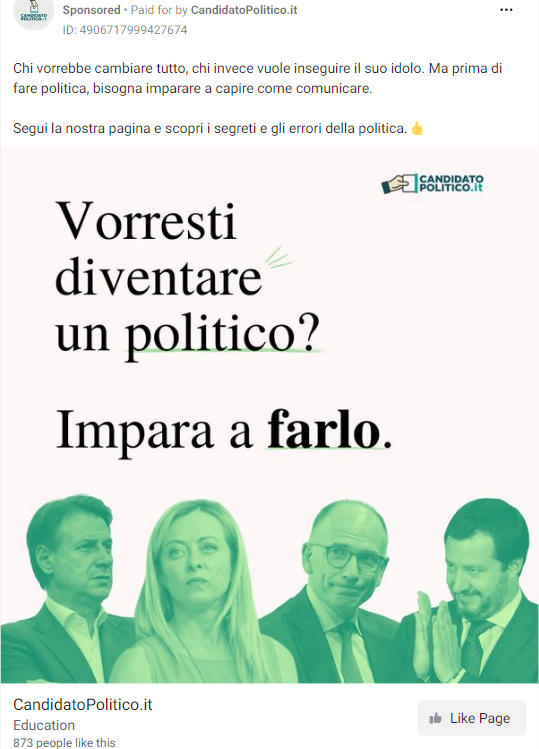 CANDIDATO
POLITICO.it
Sponsored • Paid for by CandidatoPolitico.it
ID: 4906717999427674
Chi vorrebbe cambiare tutto, chi invece vuole inseguire il suo idolo. Ma prima di
fare politica, bisogna imparare a capire come comunicare.
Segui la nostra pagina e scopri i segreti e gli errori della politica. 👍
CANDIDATO
POLITICO.it
Vorresti
diventare
un politico?
Impara a farlo.
CandidatoPolitico.it
Education
873 people like this
Like Page